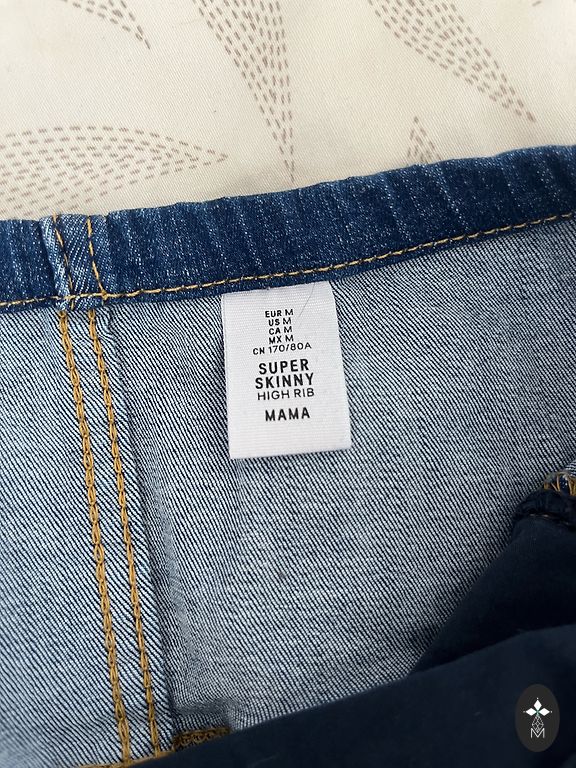 EUR M
US M
CA M
MX M
CN 170/80A
SUPER
SKINNY
HIGH RIB
MAMA
M